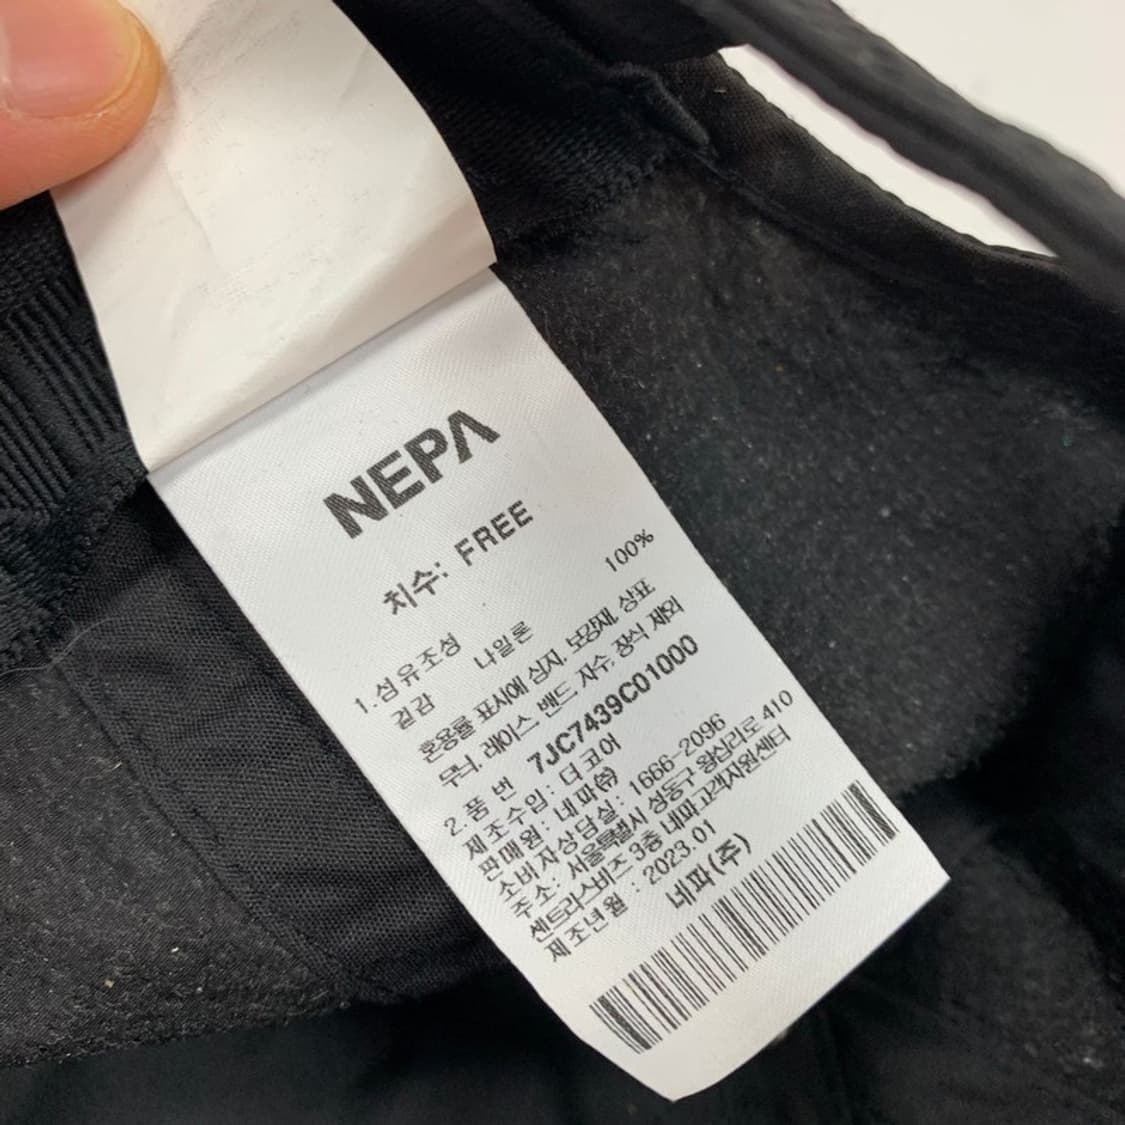 NEPA
치수: FREE
1.섬유조성
겉감 나일론 100%
혼용률 표시에 심지, 보강재, 상표
무늬, 레이스, 밴드 자수, 장식 제외
2.품 번 7JC7439C01000
제조수입: 더코어
판매원: 네파㈜
소비자상담실: 1666-2096
주소: 서울특별시 성동구 왕십리로 410
센트라스비즈 3층 네파고객지원센터
제조년월 : 2023.01
네파(주)